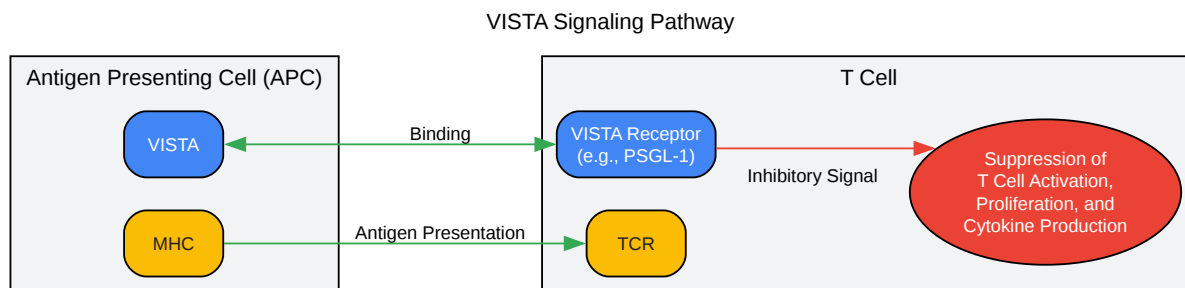 VISTA Signaling Pathway
Antigen Presenting Cell (APC)
T Cell
VISTA
Binding
VISTA Receptor
(e.g., PSGL-1)
Inhibitory Signal
Suppression of
T Cell Activation,
Proliferation, and
Cytokine Production
MHC
Antigen Presentation
TCR